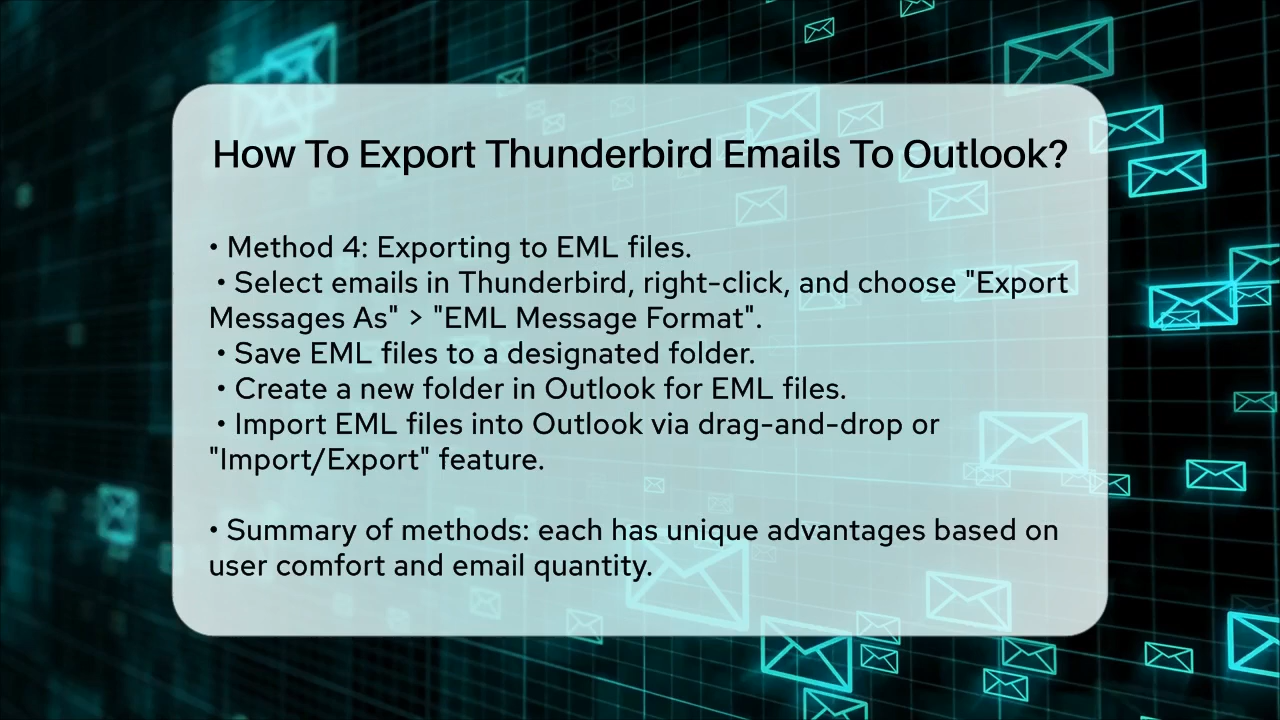 How To Export Thunderbird Emails To Outlook?
• Method 4: Exporting to EML files.
• Select emails in Thunderbird, right-click, and choose "Export
Messages As" > "EML Message Format".
• Save EML files to a designated folder.
• Create a new folder in Outlook for EML files.
• Import EML files into Outlook via drag-and-drop or
"Import/Export" feature.
• Summary of methods: each has unique advantages based on
user comfort and email quantity.